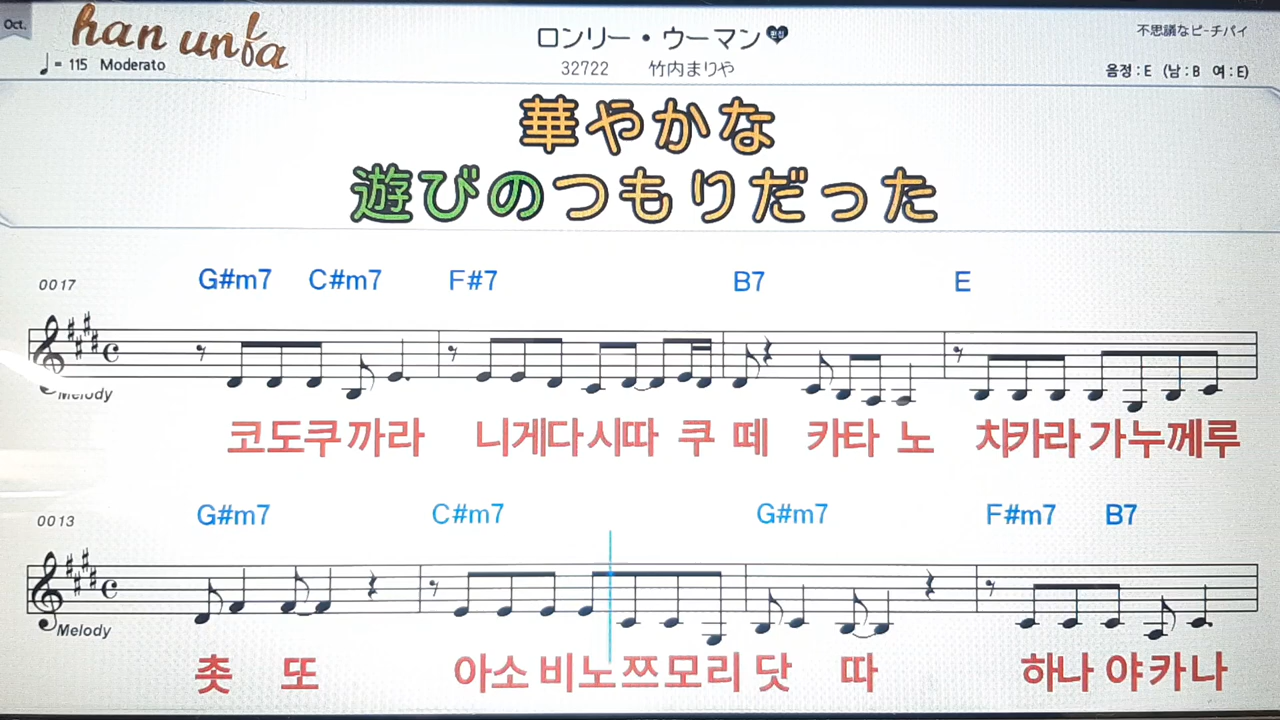 Oct.
han unfa
♩= 115 Moderato
ロンリー・ウーマン 편집
32722 竹内まりや
不思議なピーチパイ
음정 : E (남 : B 여 : E)
華やかな
遊びのつもりだった
0017
G#m7 C#m7 F#7 B7 E
Melody
코도쿠까라 니게다시따 쿠 떼 카타 노 치카라 가누께루
0013
G#m7 C#m7 G#m7 F#m7 B7
Melody
촛 또 아소 비노쯔모리 닷 따 하나 야카나